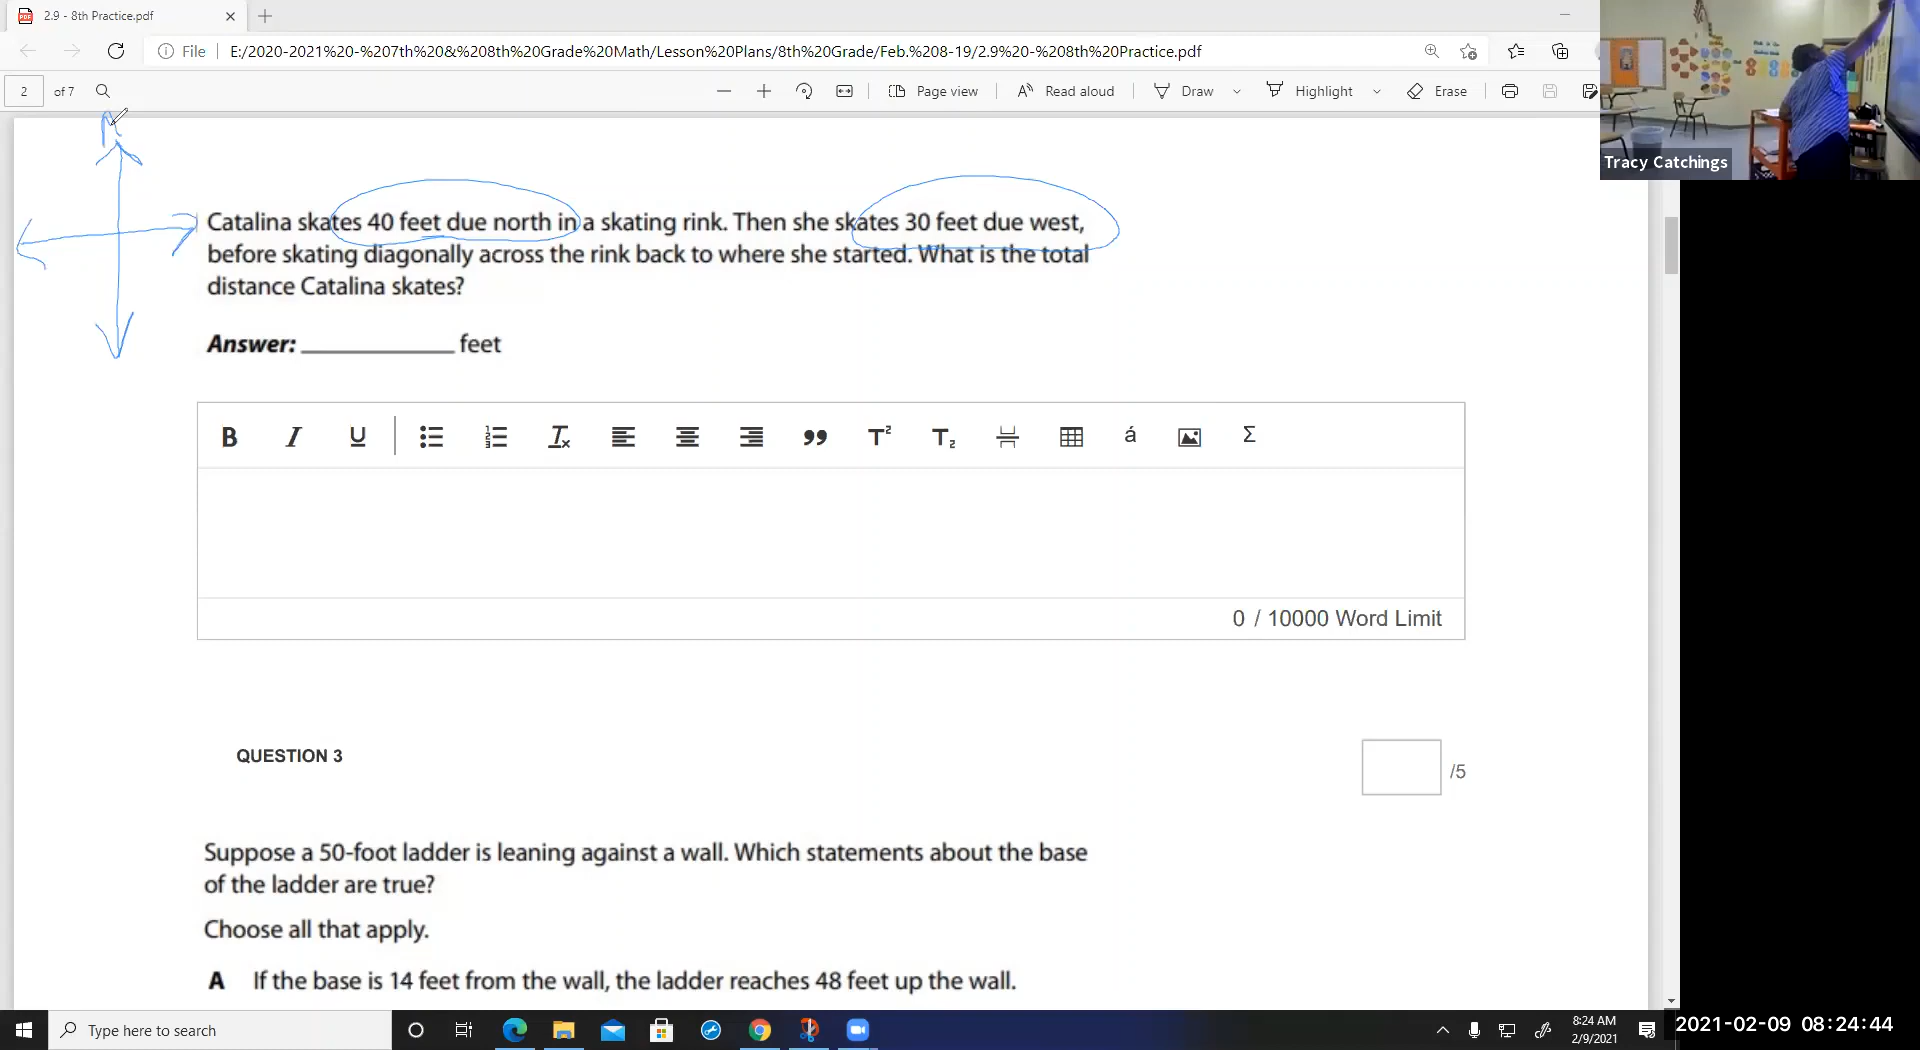 2.9 - 8th Practice.pdf
File
E:/2020-2021%20-%207th%20&%208th%20Grade%20Math/Lesson%20Plans/8th%20Grade/Feb.%208-19/2.9%20-%208th%20Practice.pdf
2 of 7
Page view
Read aloud
Draw
Highlight
Erase
Tracy Catchings
N
Catalina skates 40 feet due north in a skating rink. Then she skates 30 feet due west,
before skating diagonally across the rink back to where she started. What is the total
distance Catalina skates?
Answer: ____________ feet
B I U T² T₂ á Σ
0 / 10000 Word Limit
QUESTION 3
/5
Suppose a 50-foot ladder is leaning against a wall. Which statements about the base
of the ladder are true?
Choose all that apply.
A If the base is 14 feet from the wall, the ladder reaches 48 feet up the wall.
Type here to search
8:24 AM
2/9/2021
2021-02-09 08:24:44